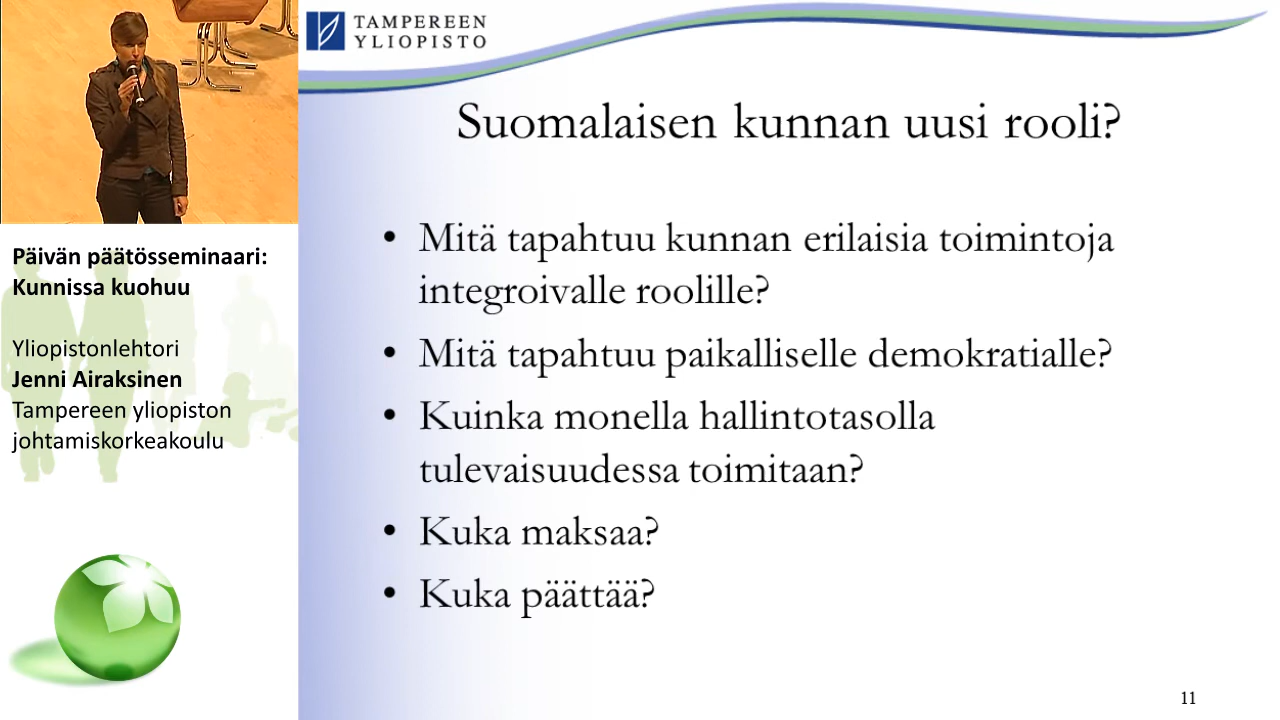 Päivän päätösseminaari:
Kunnissa kuohuu
Yliopistonlehtori
Jenni Airaksinen
Tampereen yliopiston
johtamiskorkeakoulu
TAMPEREEN
YLIOPISTO
Suomalaisen kunnan uusi rooli?
• Mitä tapahtuu kunnan erilaisia toimintoja
integroivalle roolille?
• Mitä tapahtuu paikalliselle demokratialle?
• Kuinka monella hallintotasolla
tulevaisuudessa toimitaan?
• Kuka maksaa?
• Kuka päättää?
11